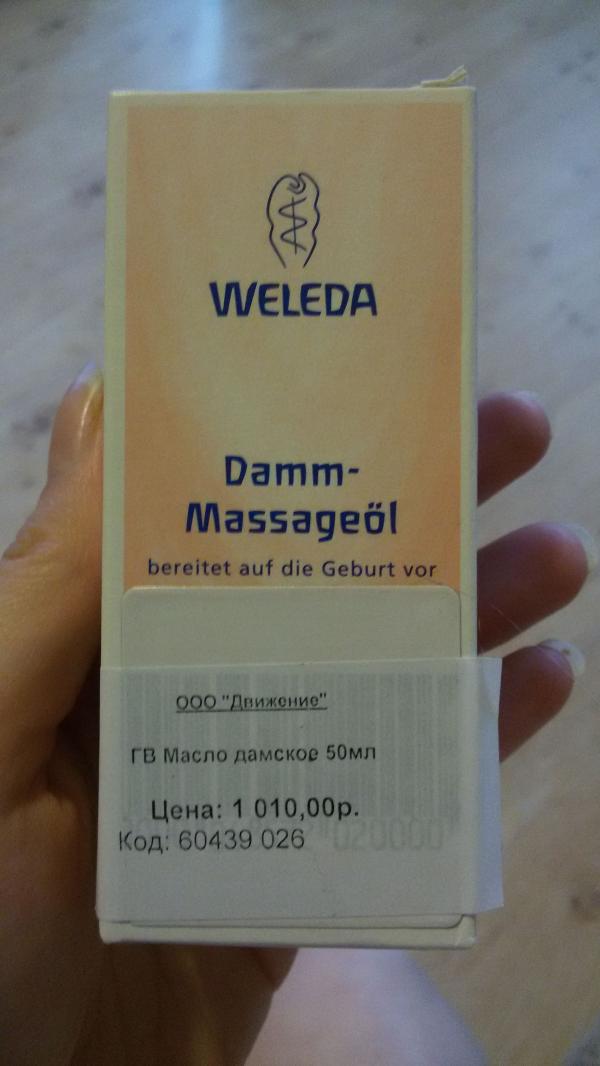 WELEDA
Damm-
Massageöl
bereitet auf die Geburt vor
ООО "Движение"
ГВ Масло дамское 50мл
Цена: 1 010,00р.
Код: 60439 026
020000